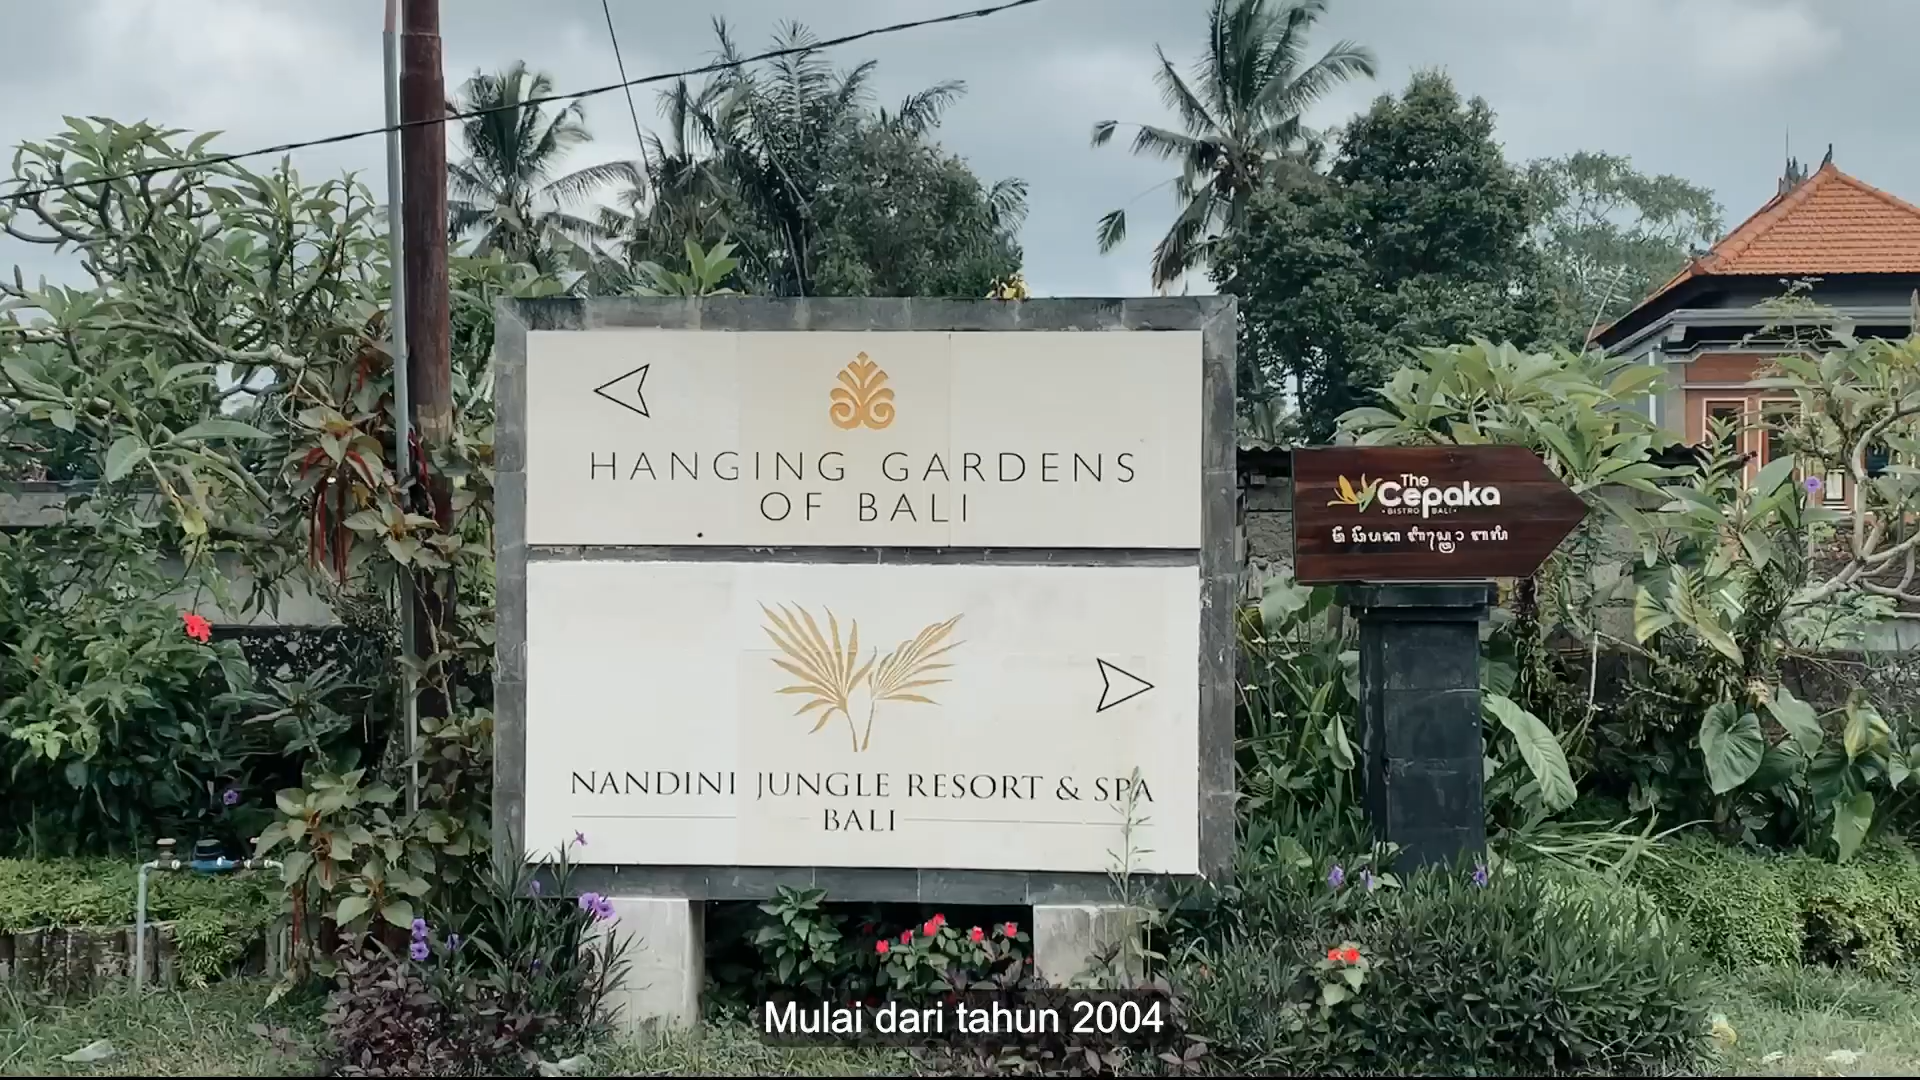 HANGING GARDENS
OF BALI
NANDINI JUNGLE RESORT & SPA
BALI
The
Cepaka
BISTRO BALI
Mulai dari tahun 2004